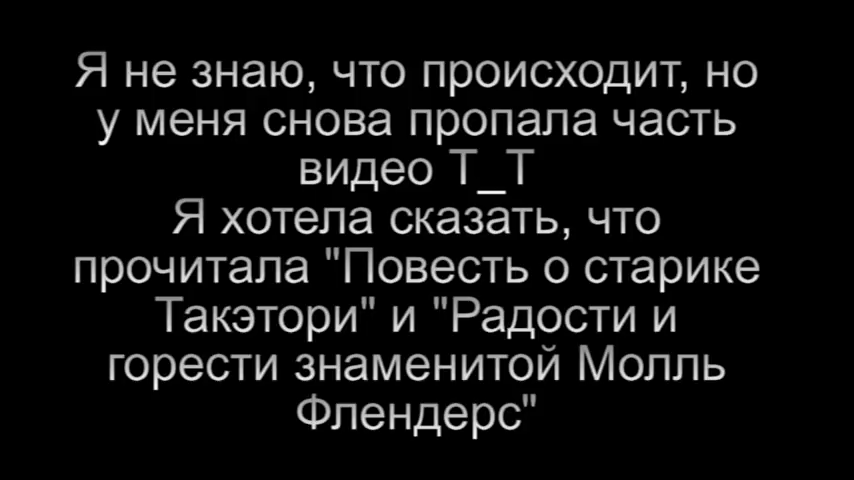 Я не знаю, что происходит, но
у меня снова пропала часть
видео Т_Т
Я хотела сказать, что
прочитала "Повесть о старике
Такэтори" и "Радости и
горести знаменитой Молль
Флендерс"